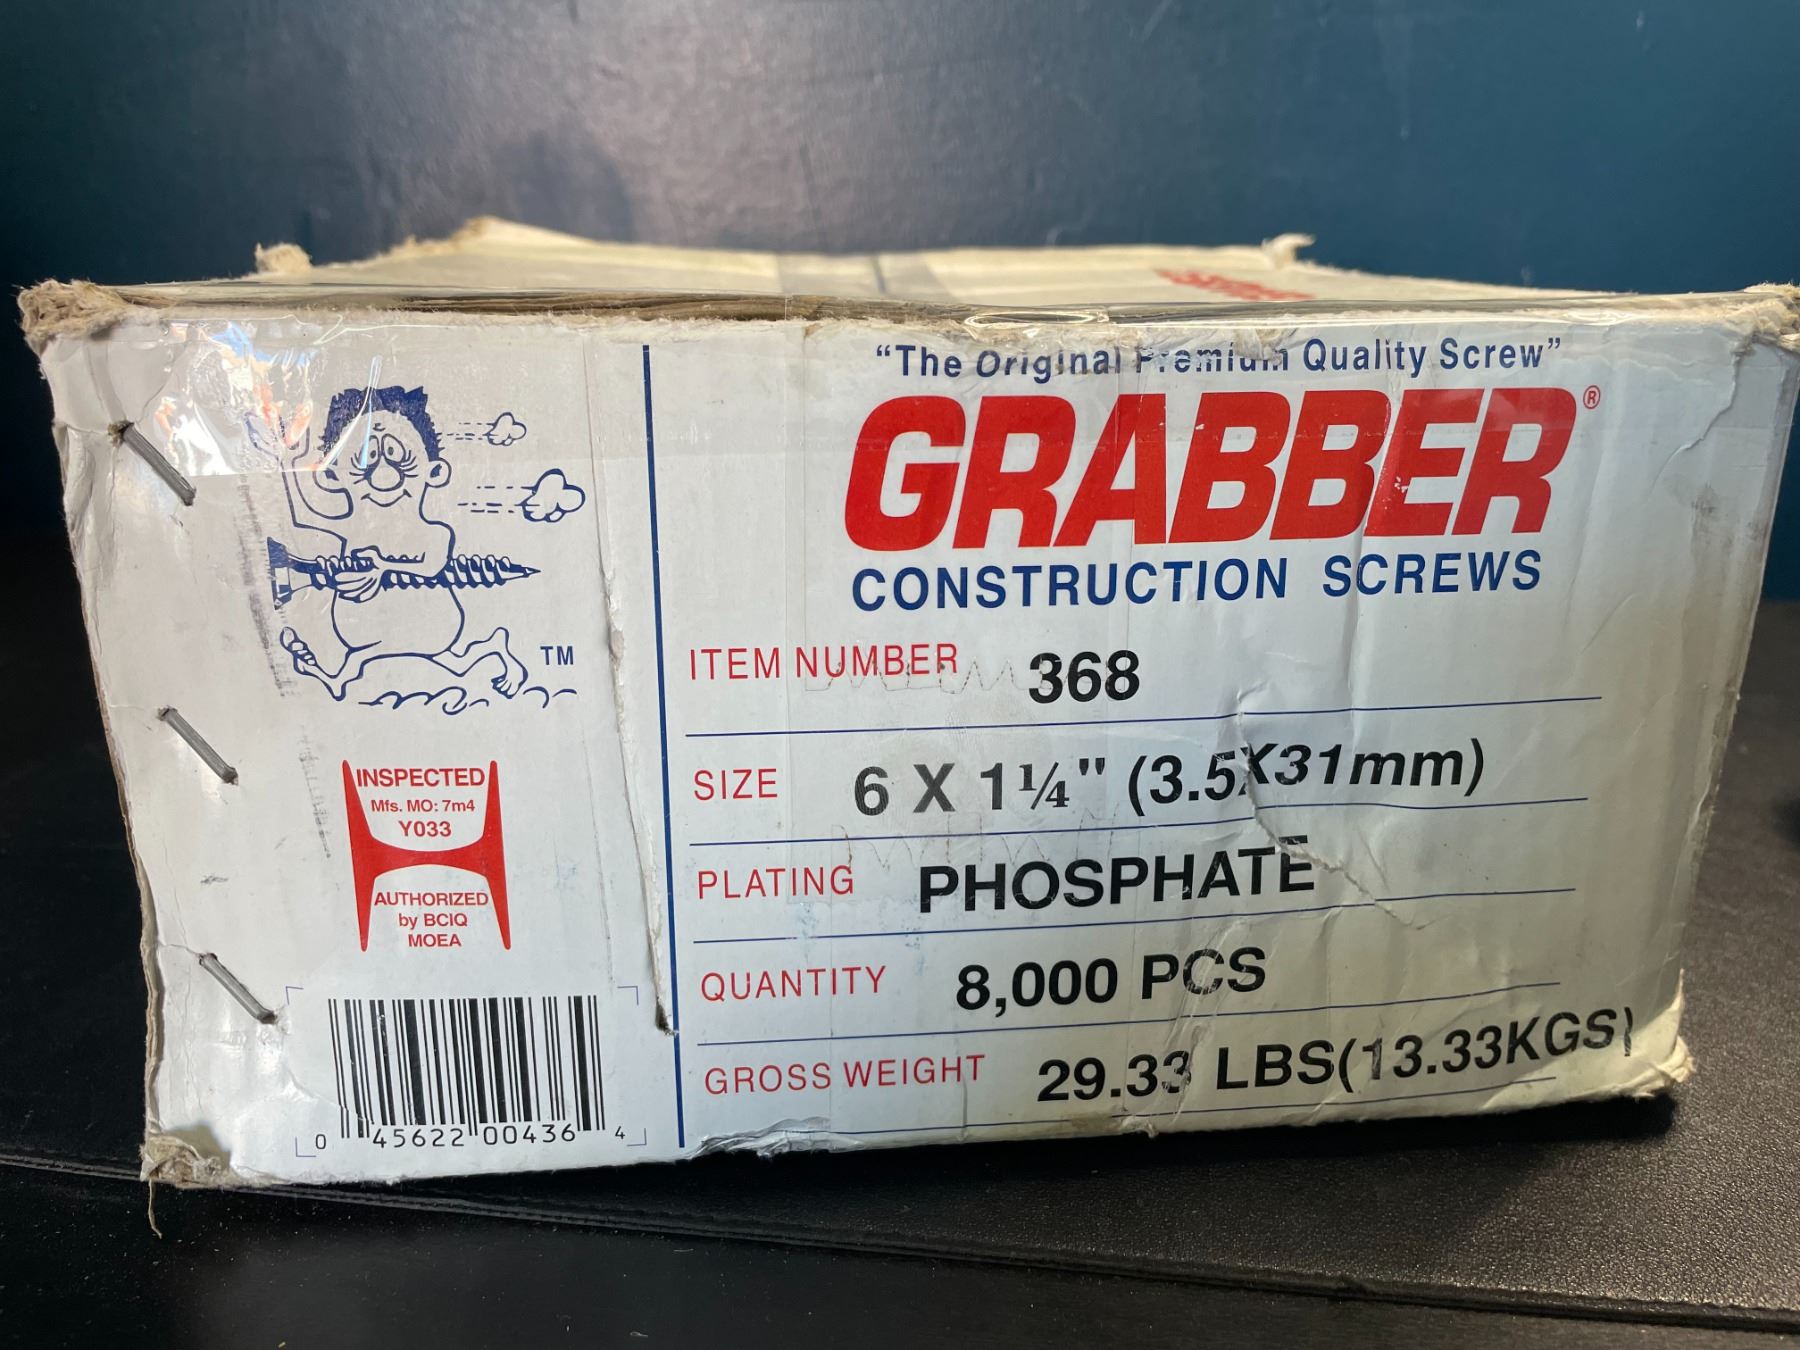 "The Original Premium Quality Screw"
GRABBER®
CONSTRUCTION SCREWS
TM
ITEM NUMBER 368
SIZE 6 X 1¼" (3.5X31mm)
PLATING PHOSPHATE
QUANTITY 8,000 PCS
GROSS WEIGHT 29.33 LBS(13.33KGS)
INSPECTED
Mfs. MO: 7m4
Y033
AUTHORIZED
by BCIQ
MOEA
0 45622 00436 4